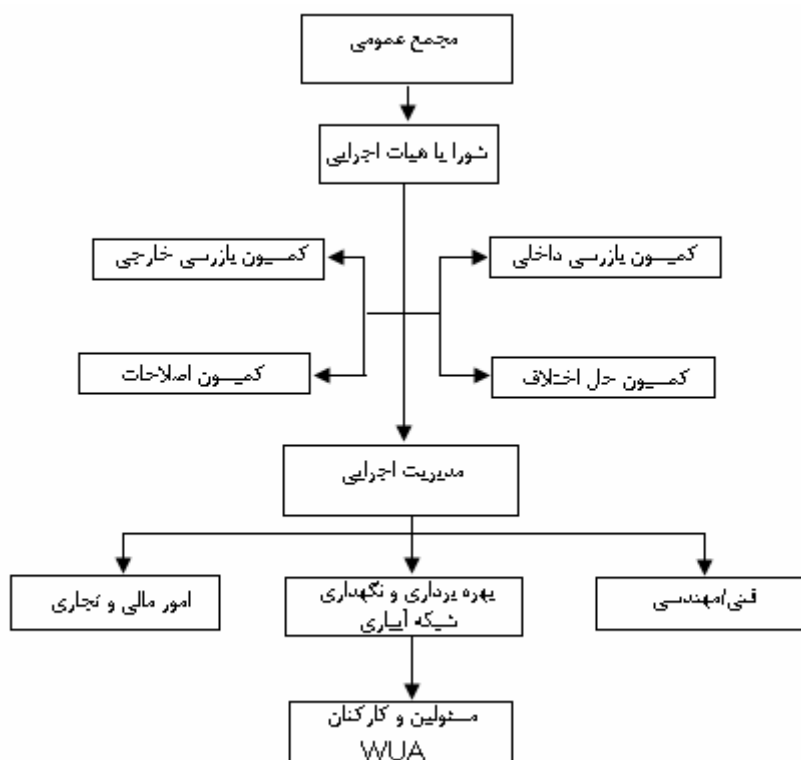 مجمع عمومی
شورا یا هیات اجرایی
کمیسیون بازرسی داخلی
کمیسیون بازرسی خارجی
کمیسیون حل اختلاف
کمیسیون اصلاحات
مدیریت اجرایی
فنی/مهندسی
بهره برداری و نگهداری
شبکه آبیاری
امور مالی و تجاری
مسئولین و کارکنان
WUA